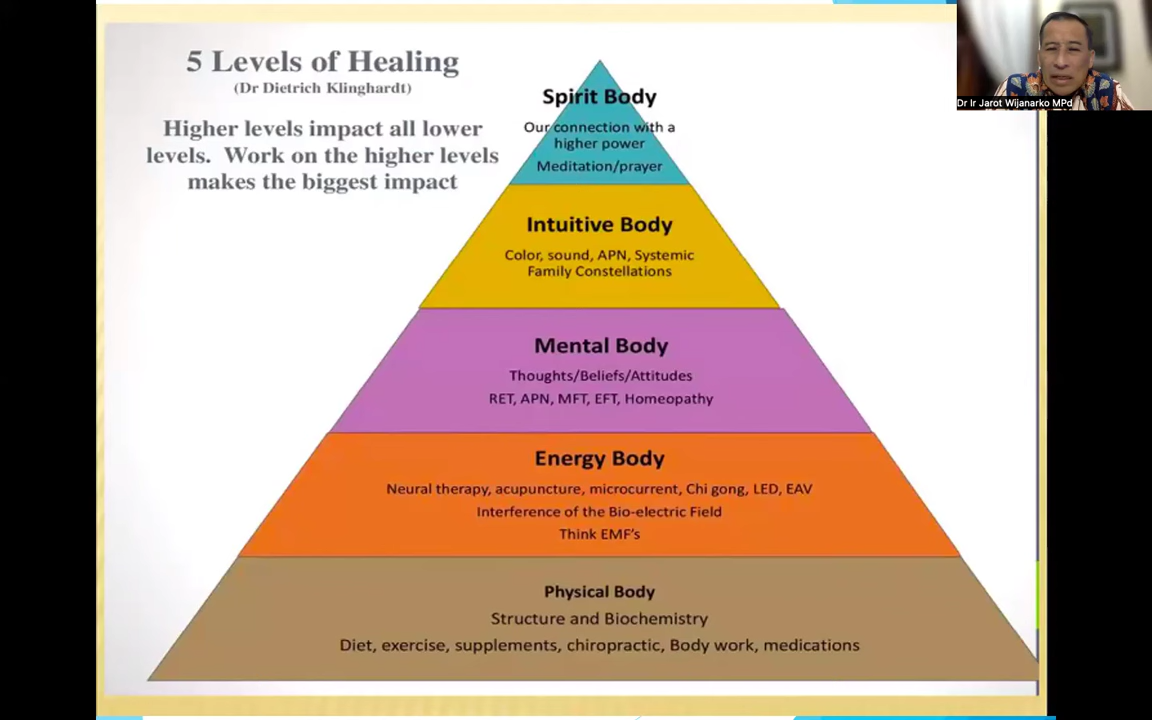 5 Levels of Healing
(Dr Dietrich Klinghardt)
Higher levels impact all lower
levels.  Work on the higher levels
makes the biggest impact
Spirit Body
Our connection with a
higher power
Meditation/prayer
Intuitive Body
Color, sound, APN, Systemic
Family Constellations
Mental Body
Thoughts/Beliefs/Attitudes
RET, APN, MFT, EFT, Homeopathy
Energy Body
Neural therapy, acupuncture, microcurrent, Chi gong, LED, EAV
Interference of the Bio-electric Field
Think EMF's
Physical Body
Structure and Biochemistry
Diet, exercise, supplements, chiropractic, Body work, medications
Dr Ir Jarot Wijanarko MPd